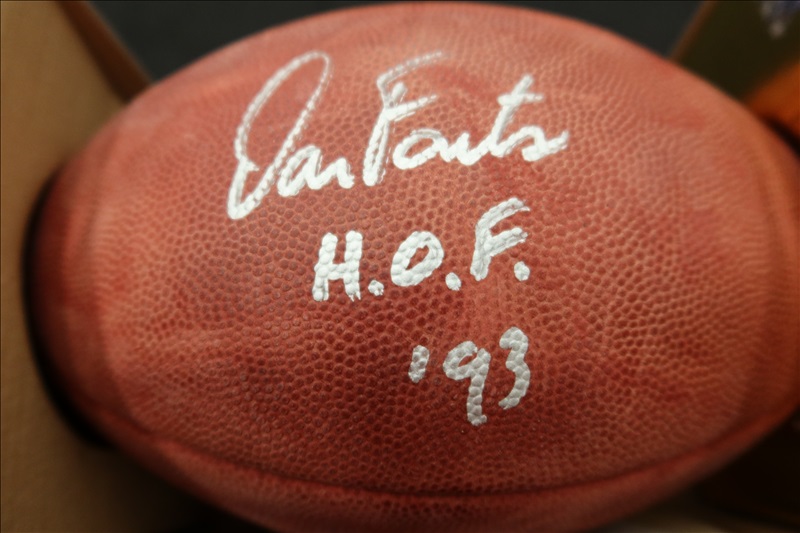 Dan Fouts
H.O.F.
'93